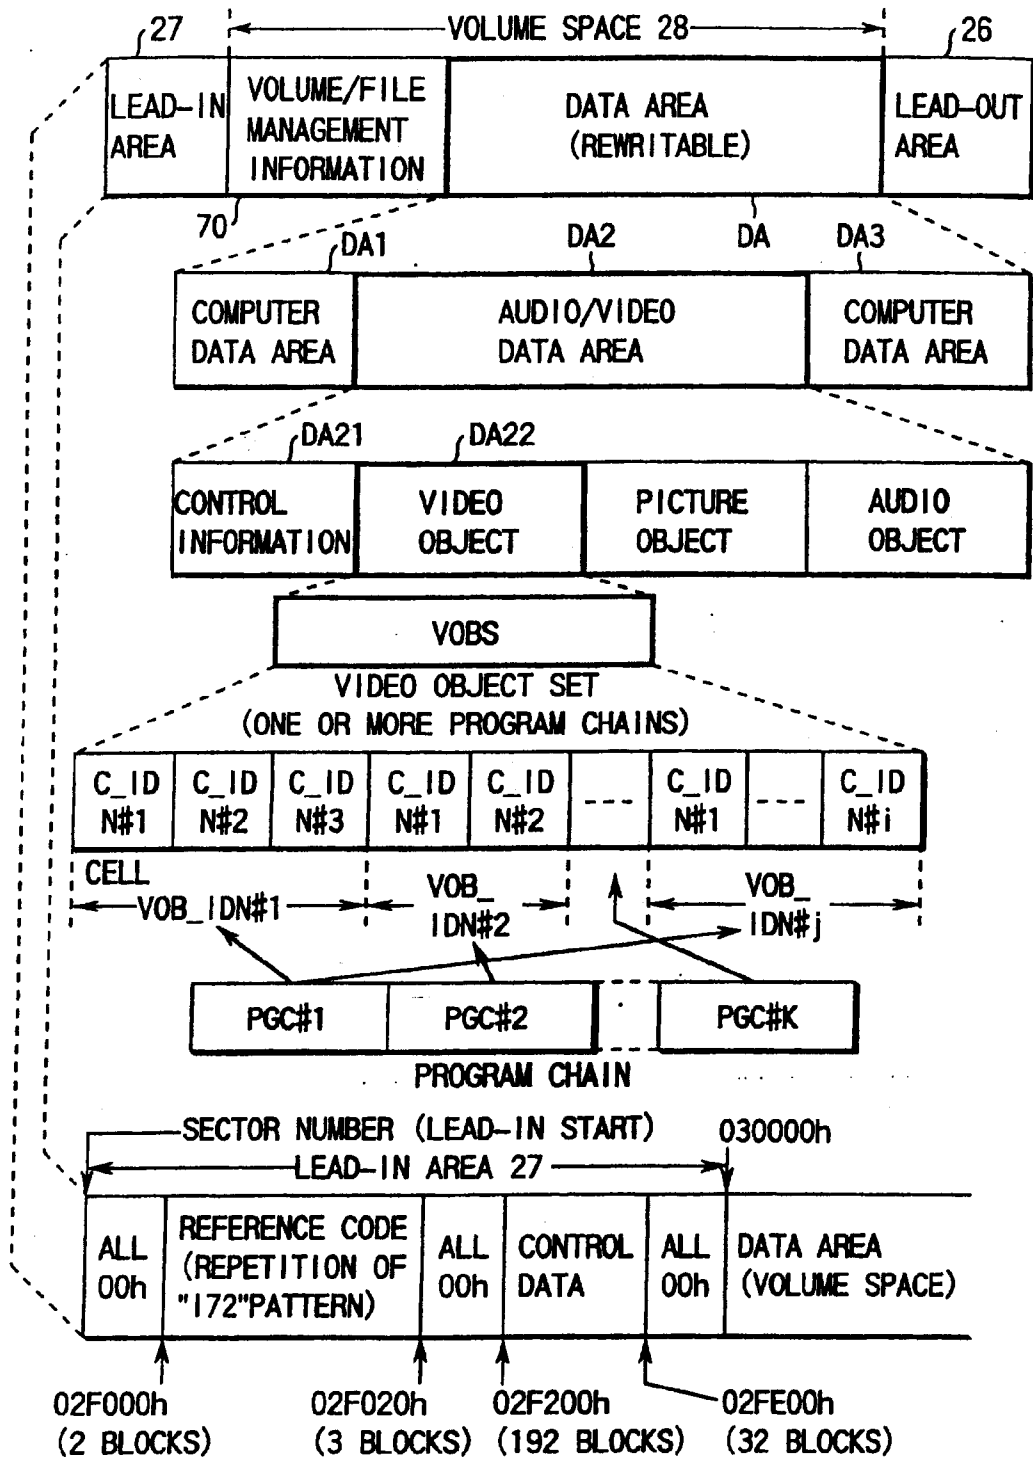 27
VOLUME SPACE 28
26
LEAD-IN
AREA
VOLUME/FILE
MANAGEMENT
INFORMATION
DATA AREA
(REWRITABLE)
LEAD-OUT
AREA
70
DA1
DA2
DA
DA3
COMPUTER
DATA AREA
AUDIO/VIDEO
DATA AREA
COMPUTER
DATA AREA
DA21
DA22
CONTROL
INFORMATION
VIDEO
OBJECT
PICTURE
OBJECT
AUDIO
OBJECT
VOBS
VIDEO OBJECT SET
(ONE OR MORE PROGRAM CHAINS)
C_ID
N#1
C_ID
N#2
C_ID
N#3
C_ID
N#1
C_ID
N#2
----
C_ID
N#1
----
C_ID
N#i
CELL
VOB_IDN#1
VOB_
IDN#2
VOB_
IDN#j
PGC#1
PGC#2
PGC#K
PROGRAM CHAIN
SECTOR NUMBER (LEAD-IN START)
030000h
LEAD-IN AREA 27
ALL
00h
REFERENCE CODE
(REPETITION OF
"172"PATTERN)
ALL
00h
CONTROL
DATA
ALL
00h
DATA AREA
(VOLUME SPACE)
02F000h
(2 BLOCKS)
02F020h
(3 BLOCKS)
02F200h
(192 BLOCKS)
02FE00h
(32 BLOCKS)